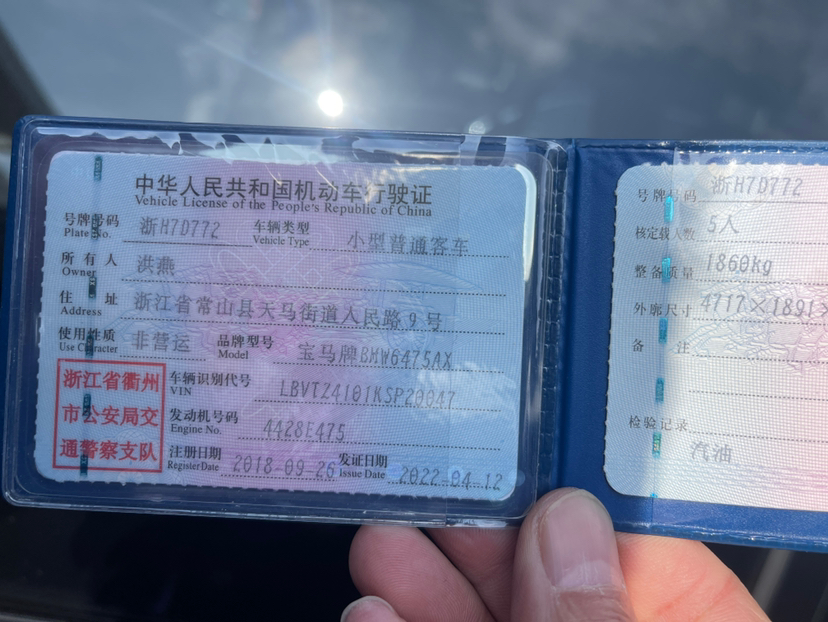 中华人民共和国机动车行驶证
Vehicle License of the People's Republic of China
号牌号码 浙H7D772 车辆类型 小型普通客车
Plate No. Vehicle Type
所有人 洪燕
Owner
住址 浙江省常山县天马街道人民路9号
Address
使用性质 非营运 品牌型号 宝马牌BMW6475AX
Use Character Model
浙江省衢州
市公安局交
通警察支队
车辆识别代号 LBVTZ4101KSP20047
VIN
发动机号码 4428E475
Engine No.
注册日期 2018-09-26 发证日期 2022-04-12
Register Date Issue Date
号牌号码 浙H7D772
核定载人数 5人
整备质量 1860kg
外廓尺寸 4717×1891×
备注
检验记录
汽油